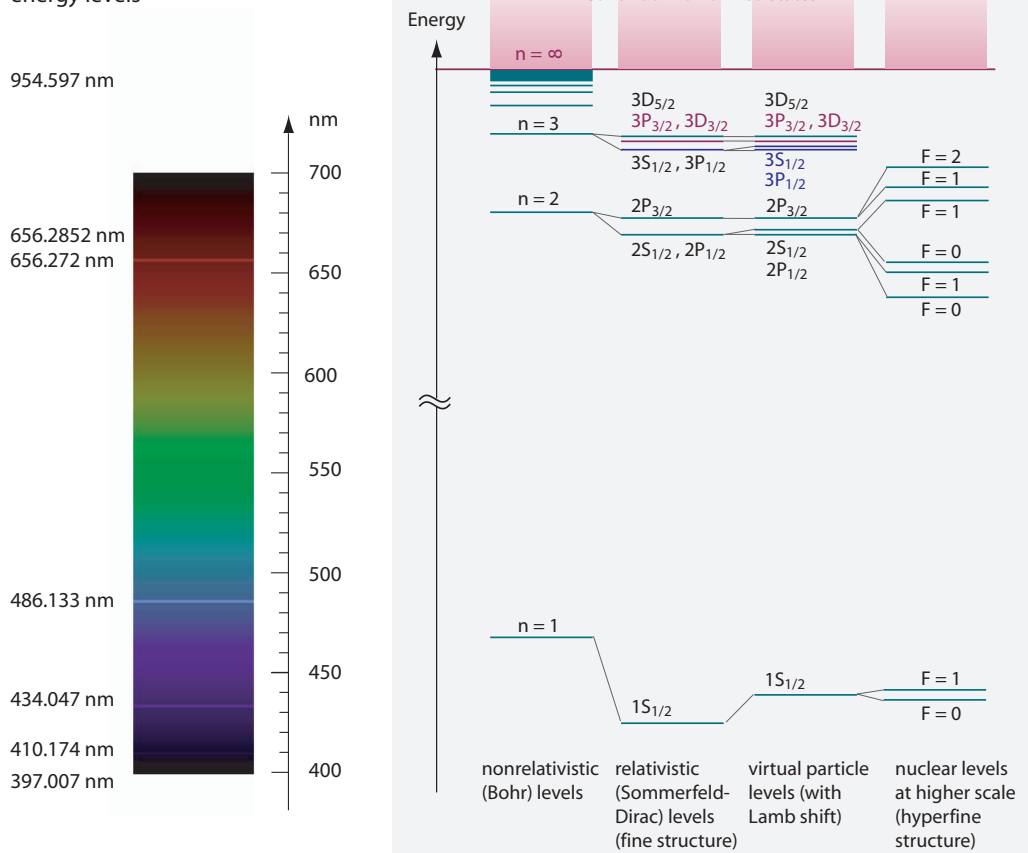 energy levels
954.597 nm
656.2852 nm
656.272 nm
486.133 nm
434.047 nm
410.174 nm
397.007 nm
nm
700
650
600
550
500
450
400
Energy
n = ∞
n = 3
n = 2
n = 1
3D5/2
3P3/2 , 3D3/2
3S1/2 , 3P1/2
2P3/2
2S1/2 , 2P1/2
1S1/2
3D5/2
3P3/2 , 3D3/2
3S1/2
3P1/2
2P3/2
2S1/2
2P1/2
1S1/2
F = 2
F = 1
F = 1
F = 0
F = 1
F = 0
F = 1
F = 0
nonrelativistic
(Bohr) levels
relativistic
(Sommerfeld-
Dirac) levels
(fine structure)
virtual particle
levels (with
Lamb shift)
nuclear levels
at higher scale
(hyperfine
structure)